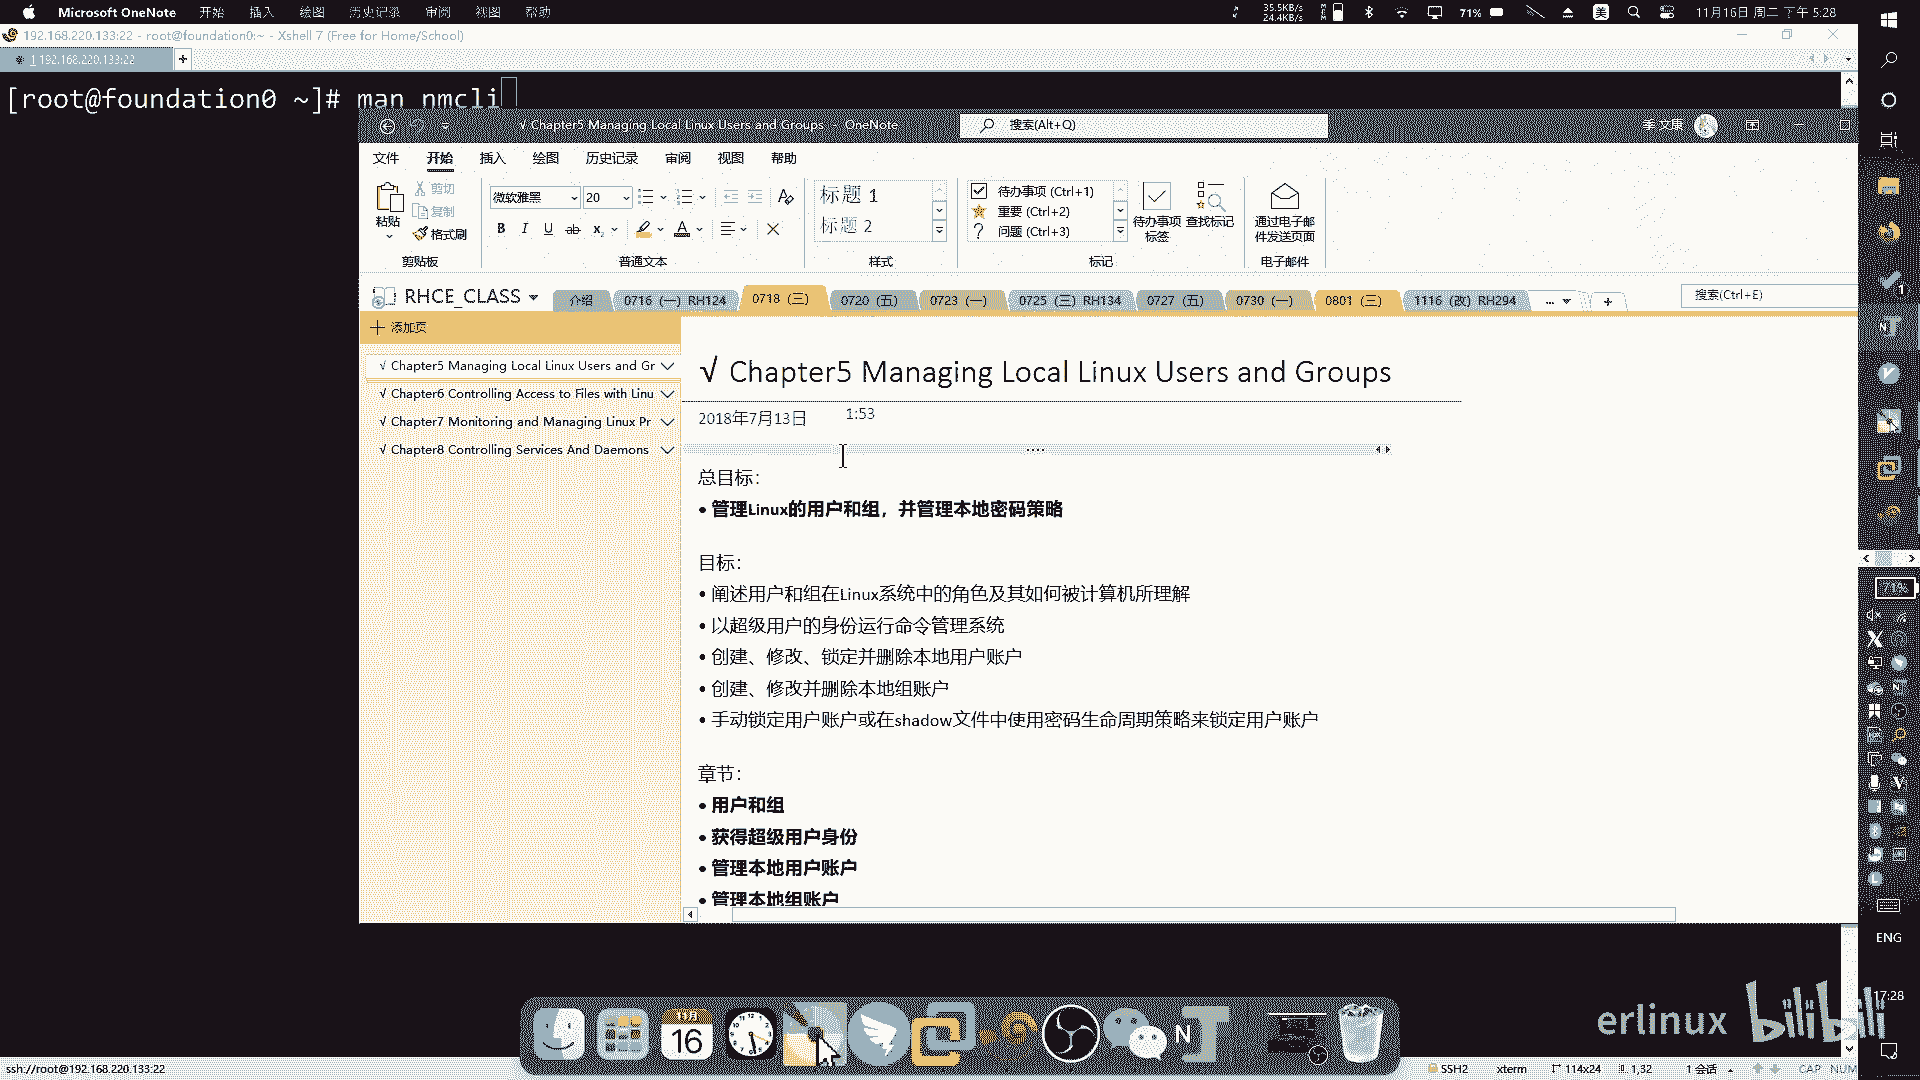 Microsoft OneNote 开始 插入 绘图 历史记录 审阅 视图 帮助
35.5KB/s
24.4KB/s
71%
美
11月16日 周二 下午 5:28
192.168.220.133:22 - root@foundation0:~ - Xshell 7 (Free for Home/School)
1 192.168.220.133:22
[root@foundation0 ~]# man nmcli
√ Chapter5 Managing Local Linux Users and Groups - OneNote
搜索(Alt+Q)
季 文康
文件 开始 插入 绘图 历史记录 审阅 视图 帮助
粘贴
剪切
复制
格式刷
剪贴板
微软雅黑 20
普通文本
标题 1
标题 2
样式
待办事项 (Ctrl+1)
重要 (Ctrl+2)
问题 (Ctrl+3)
待办事项标签
查找标记
标记
通过电子邮件发送页面
电子邮件
RHCE_CLASS
介绍 0716 (一) RH124 0718 (三) 0720 (五) 0723 (一) 0725 (三) RH134 0727 (五) 0730 (一) 0801 (三) 1116 (改) RH294 ...
搜索(Ctrl+E)
添加页
√ Chapter5 Managing Local Linux Users and Gr
√ Chapter6 Controlling Access to Files with Linu
√ Chapter7 Monitoring and Managing Linux Pr
√ Chapter8 Controlling Services And Daemons
√ Chapter5 Managing Local Linux Users and Groups
2018年7月13日 1:53
总目标：
• 管理Linux的用户和组，并管理本地密码策略
目标：
• 阐述用户和组在Linux系统中的角色及其如何被计算机所理解
• 以超级用户的身份运行命令管理系统
• 创建、修改、锁定并删除本地用户账户
• 创建、修改并删除本地组账户
• 手动锁定用户账户或在shadow文件中使用密码生命周期策略来锁定用户账户
章节：
• 用户和组
• 获得超级用户身份
• 管理本地用户账户
• 管理本地组账户
71%
ENG
17:28
erlinux bilibili
11月
16
ssh://root@192.168.220.133:22
SSH2 xterm 114x24 1,32 1 会话 CAP NUM